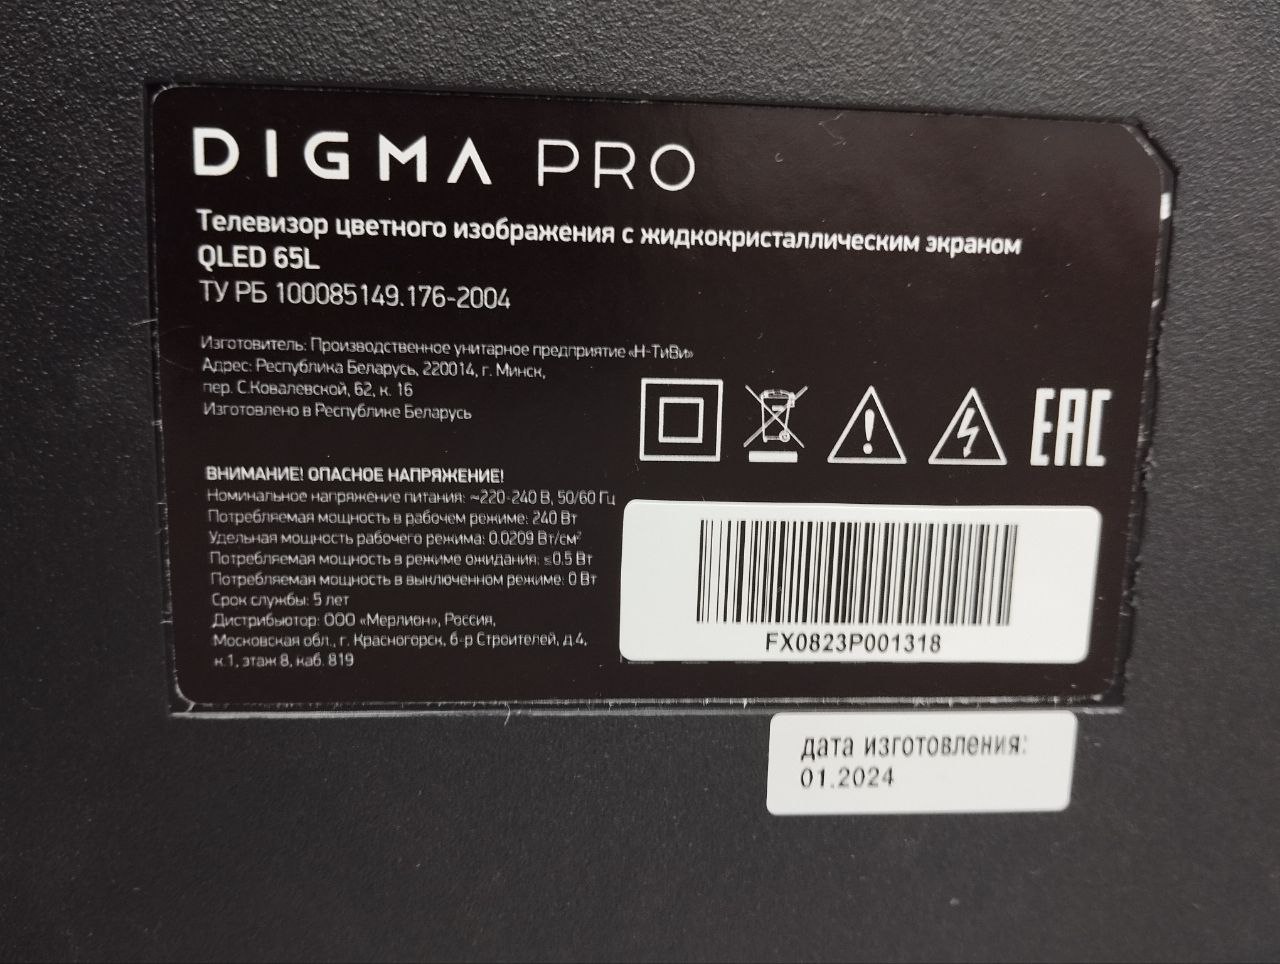 DIGMA PRO
Телевизор цветного изображения с жидкокристаллическим экраном
QLED 65L
ТУ РБ 100085149.176-2004
Изготовитель: Производственное унитарное предприятие «Н-ТиВи»
Адрес: Республика Беларусь, 220014, г. Минск,
пер. С.Ковалевской, 62, к. 16
Изготовлено в Республике Беларусь
EAC
ВНИМАНИЕ! ОПАСНОЕ НАПРЯЖЕНИЕ!
Номинальное напряжение питания: ~220-240 В, 50/60 Гц
Потребляемая мощность в рабочем режиме: 240 Вт
Удельная мощность рабочего режима: 0.0209 Вт/см²
Потребляемая мощность в режиме ожидания: ≤0.5 Вт
Потребляемая мощность в выключенном режиме: 0 Вт
Срок службы: 5 лет
Дистрибьютор: ООО «Мерлион», Россия,
Московская обл., г. Красногорск, б-р Строителей, д.4,
к.1, этаж 8, каб. 819
FX0823P001318
дата изготовления:
01.2024